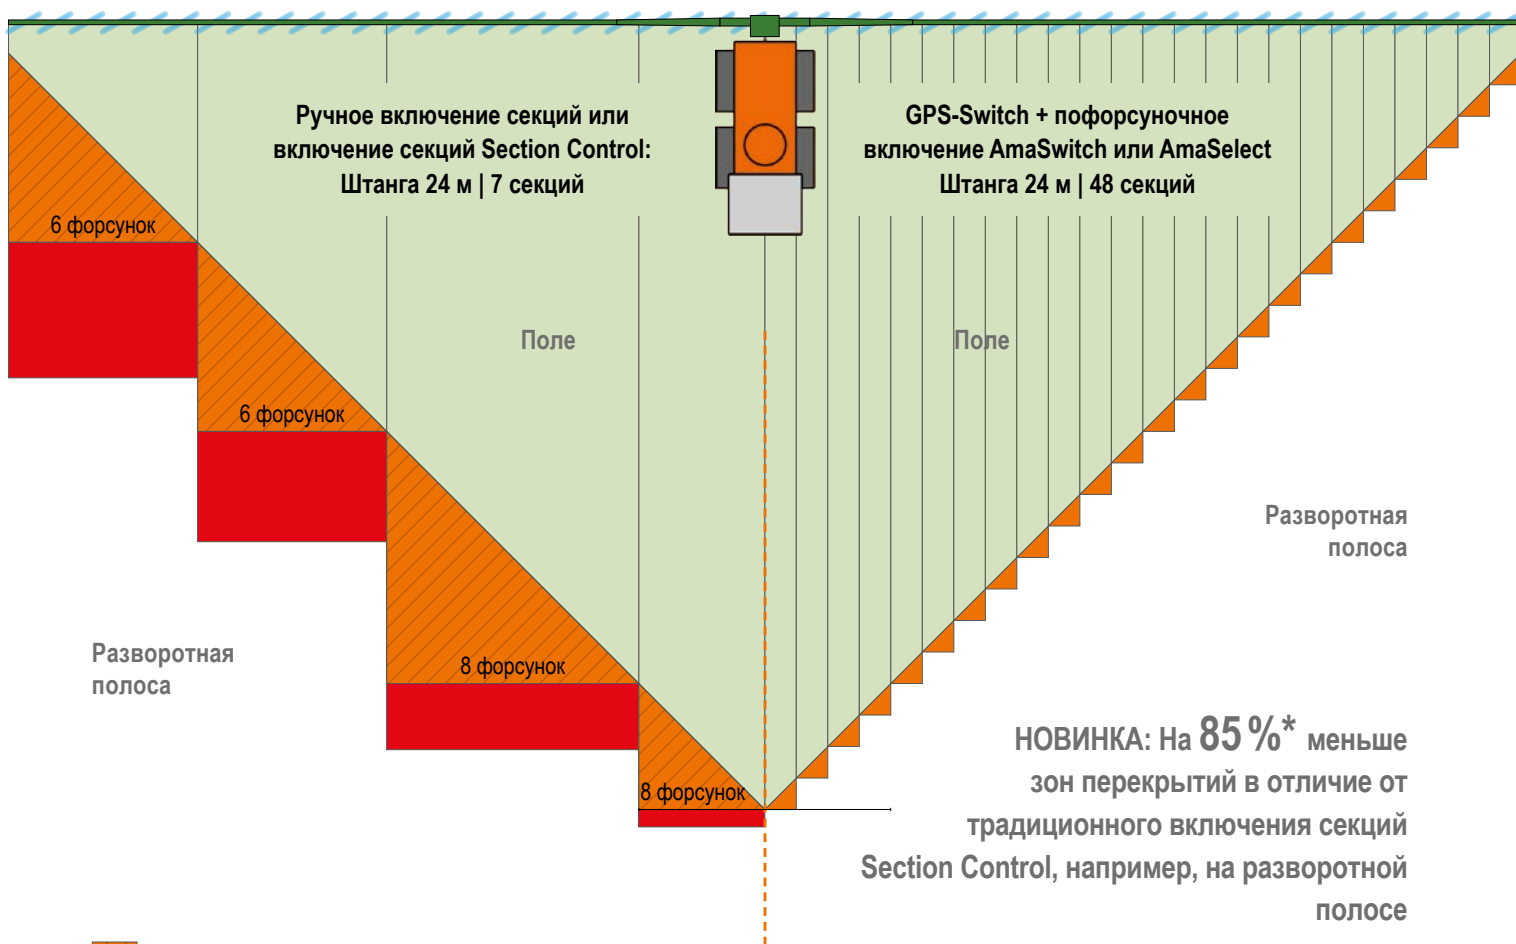 Ручное включение секций или
включение секций Section Control:
Штанга 24 м | 7 секций
GPS-Switch + пофорсуночное
включение AmaSwitch или AmaSelect
Штанга 24 м | 48 секций
6 форсунок
Поле
Поле
6 форсунок
Разворотная
полоса
Разворотная
полоса
8 форсунок
8 форсунок
НОВИНКА: На 85 %* меньше
зон перекрытий в отличие от
традиционного включения секций
Section Control, например, на разворотной
полосе